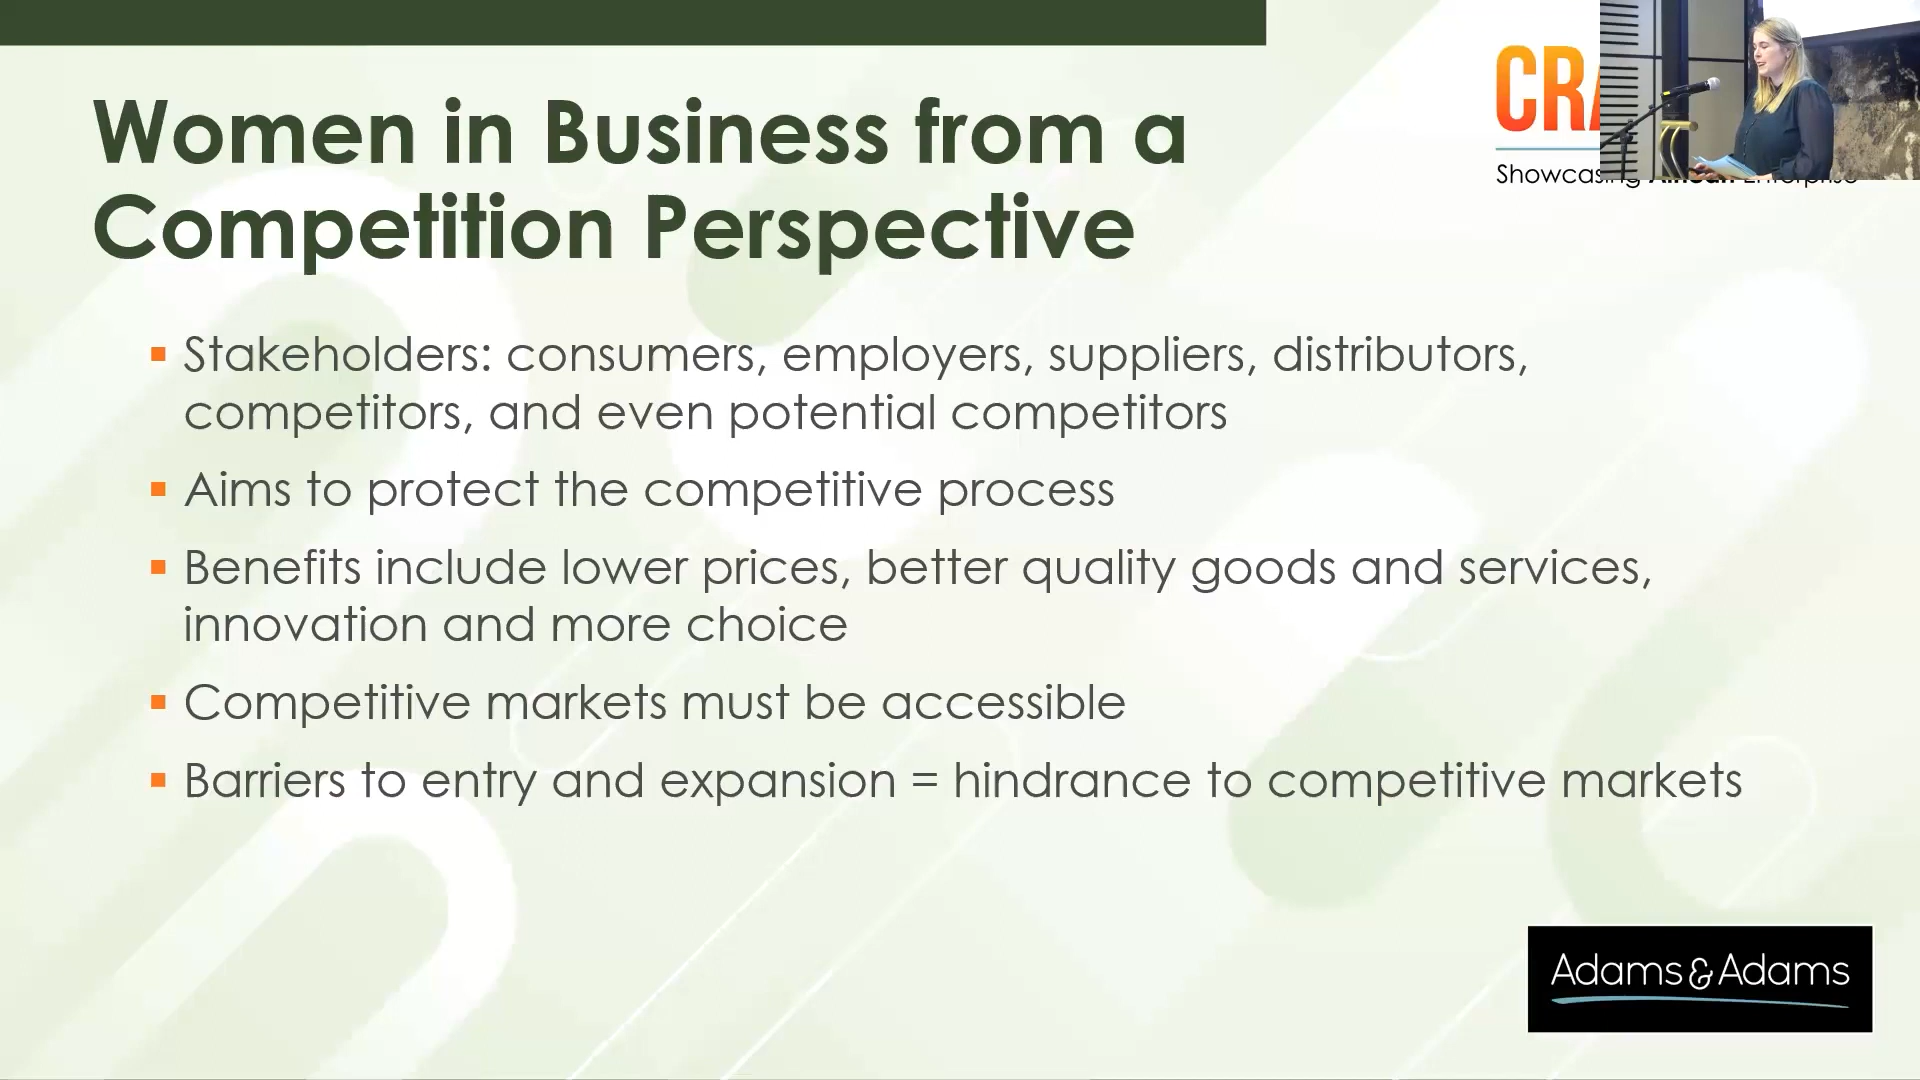 Women in Business from a
Competition Perspective
Stakeholders: consumers, employers, suppliers, distributors,
competitors, and even potential competitors
Aims to protect the competitive process
Benefits include lower prices, better quality goods and services,
innovation and more choice
Competitive markets must be accessible
Barriers to entry and expansion = hindrance to competitive markets
Showcasing African Enterprise
Adams & Adams